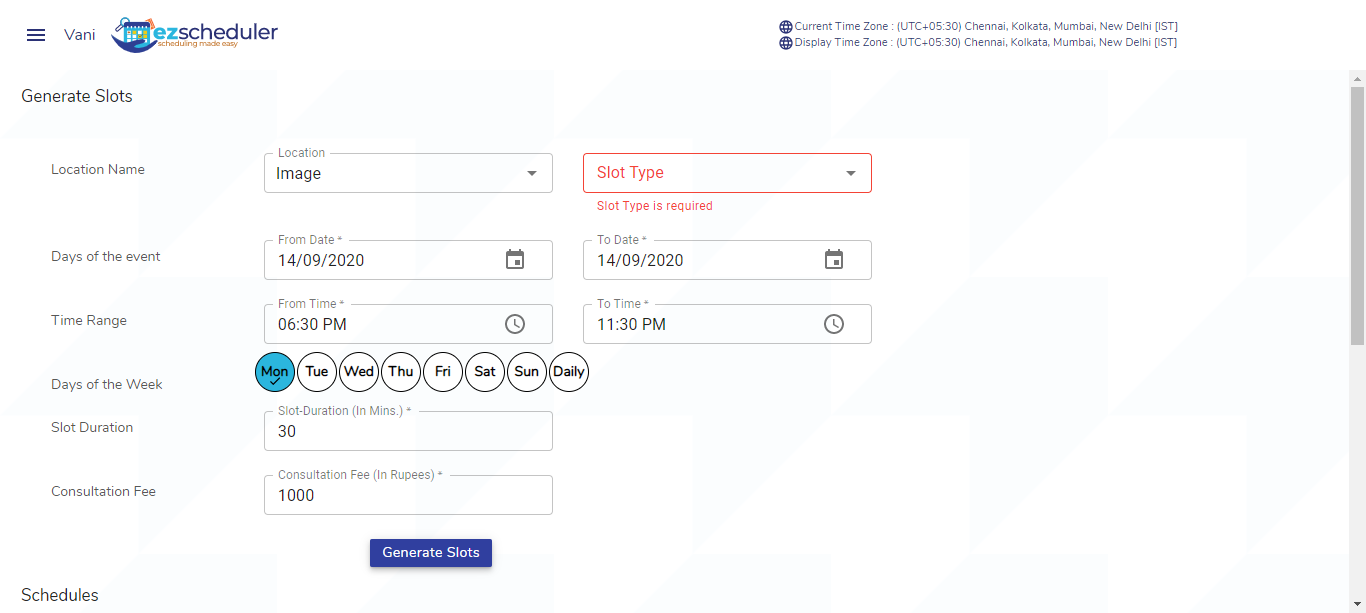 Vani
ezscheduler
scheduling made easy
Current Time Zone : (UTC+05:30) Chennai, Kolkata, Mumbai, New Delhi [IST]
Display Time Zone : (UTC+05:30) Chennai, Kolkata, Mumbai, New Delhi [IST]
Generate Slots
Location
Location Name
Image
Slot Type
Slot Type is required
From Date *
To Date *
Days of the event
14/09/2020
14/09/2020
From Time *
To Time *
Time Range
06:30 PM
11:30 PM
Days of the Week
Mon Tue Wed Thu Fri Sat Sun Daily
Slot-Duration (In Mins.) *
Slot Duration
30
Consultation Fee (In Rupees) *
Consultation Fee
1000
Generate Slots
Schedules